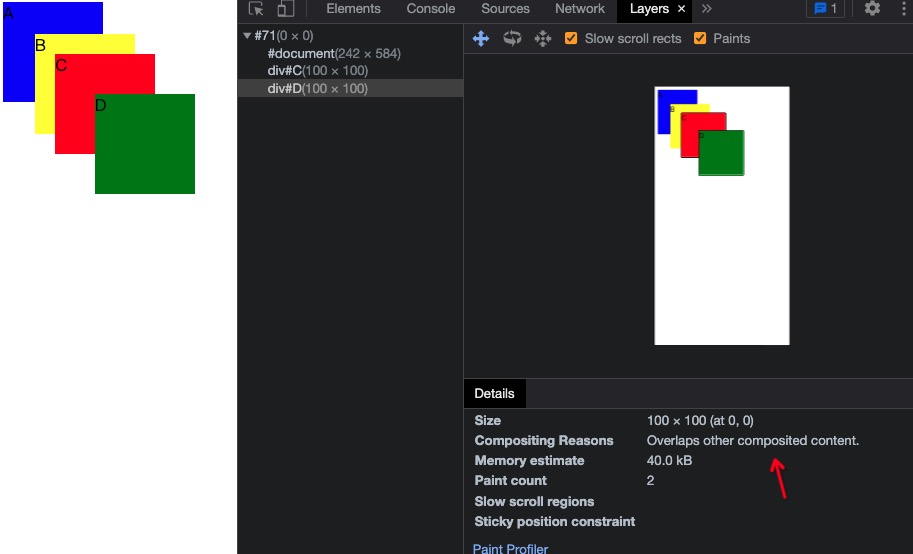 A
B
C
D
Elements Console Sources Network Layers × » 1
#71(0 × 0)
#document(242 × 584)
div#C(100 × 100)
div#D(100 × 100)
Slow scroll rects Paints
B
D
Details
Size 100 × 100 (at 0, 0)
Compositing Reasons Overlaps other composited content.
Memory estimate 40.0 kB
Paint count 2
Slow scroll regions
Sticky position constraint
Paint Profiler